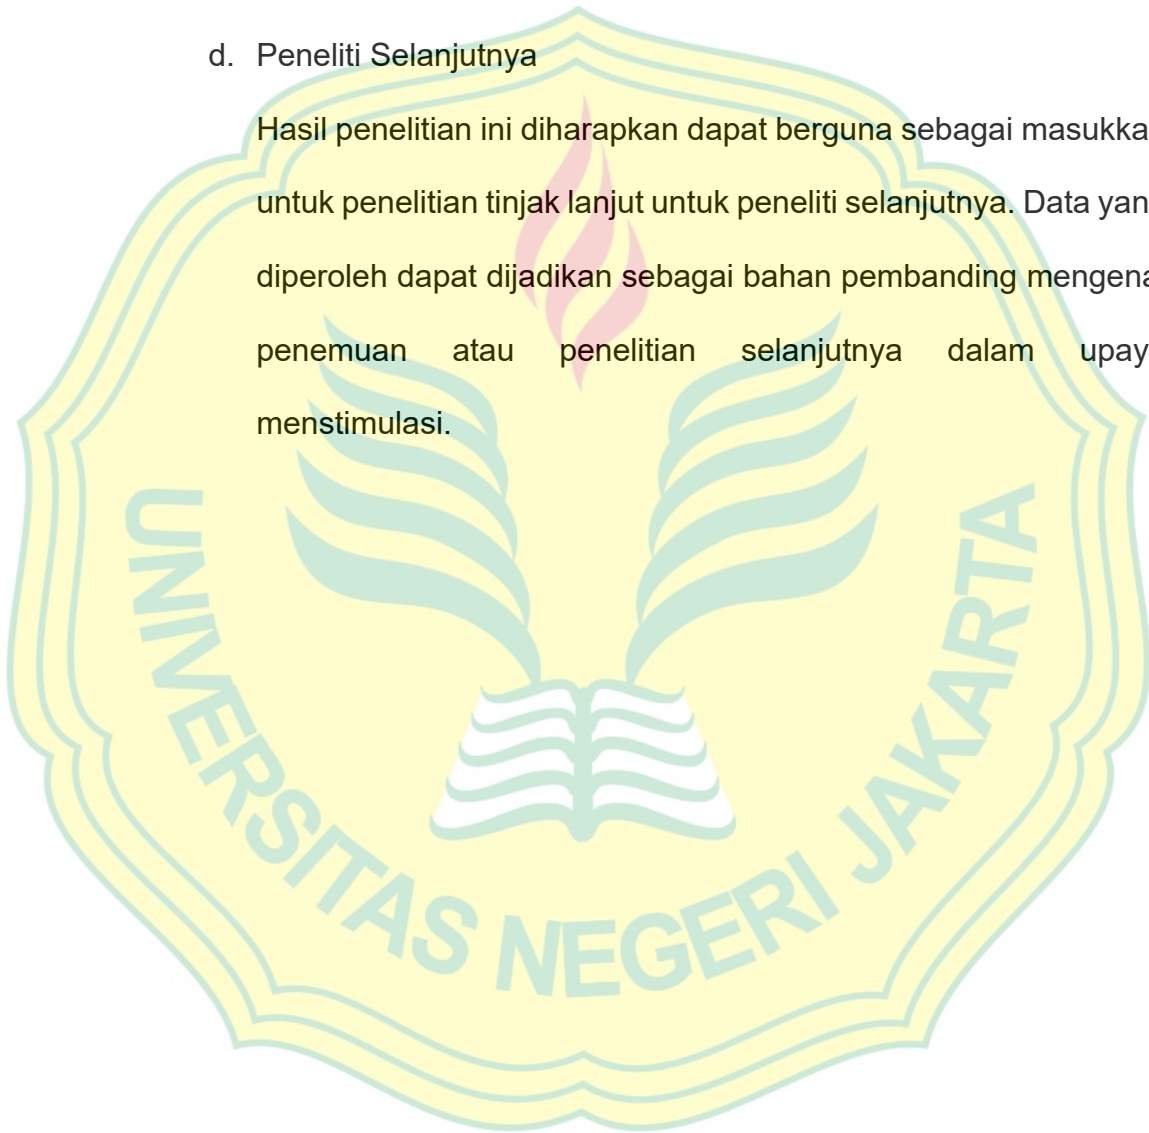 d. Peneliti Selanjutnya
Hasil penelitian ini diharapkan dapat berguna sebagai masukka
untuk penelitian tinjak lanjut untuk peneliti selanjutnya. Data yan
diperoleh dapat dijadikan sebagai bahan pembanding mengena
penemuan atau penelitian selanjutnya dalam upay
menstimulasi.
UNIVERSITAS NEGERI JAKARTA